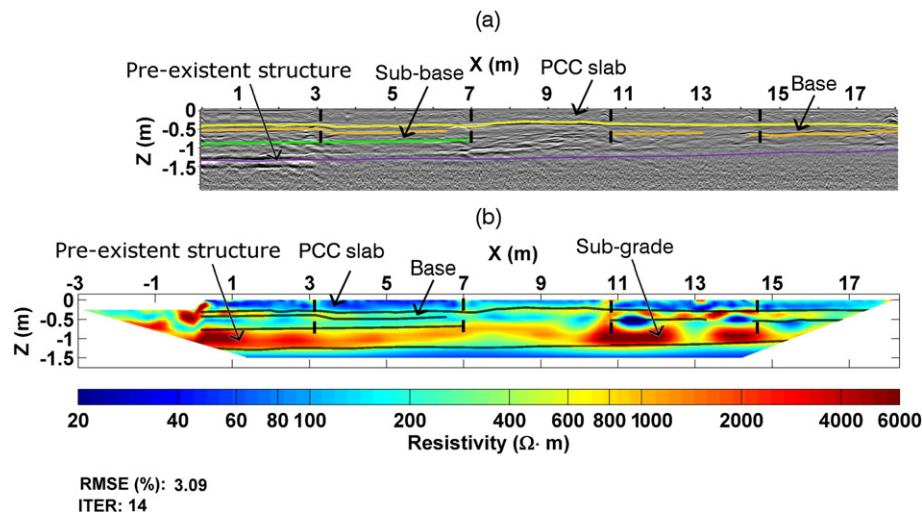 (a)
X (m)
Pre-existent structure
Sub-base
PCC slab
Base
1 3 5 7 9 11 13 15 17
Z (m)
0
-0.5
-1
-1.5
(b)
Pre-existent structure
PCC slab
Base
X (m)
Sub-grade
-3 -1 1 3 5 7 9 11 13 15 17
Z (m)
0
-0.5
-1
-1.5
20 40 60 80 100 200 400 600 800 1000 2000 4000 6000
Resistivity (Ω· m)
RMSE (%): 3.09
ITER: 14